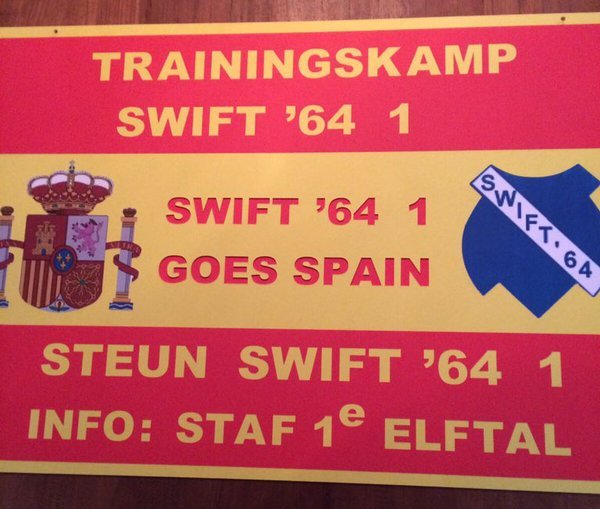 TRAININGSKAMP
SWIFT ’64 1
SWIFT ’64 1
GOES SPAIN
SWIFT ’64
STEUN SWIFT ’64 1
INFO: STAF 1e ELFTAL